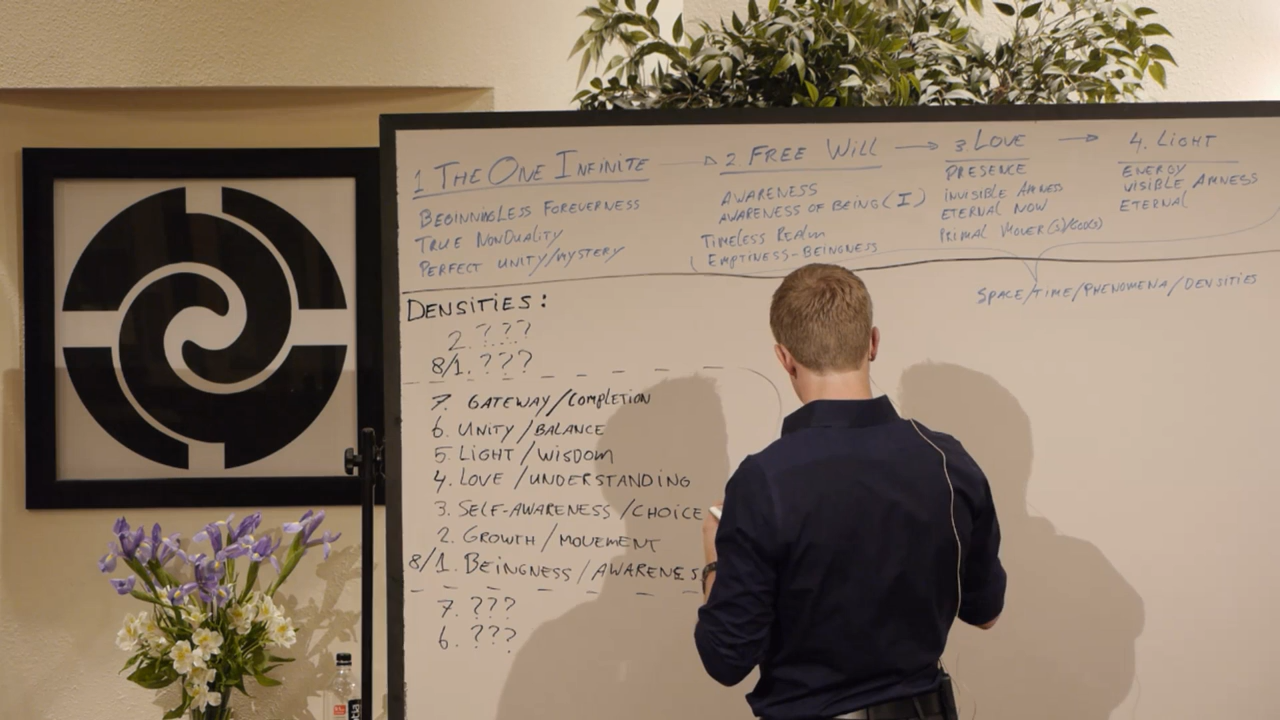 1 THE ONE INFINITE → 2 FREE WILL → 3 LOVE → 4. LIGHT
BEGINNINGLESS FOREVERNESS
TRUE NONDUALITY
PERFECT UNITY/MYSTERY
AWARENESS
AWARENESS OF BEING (I)
TIMELESS REALM
EMPTINESS-BEINGNESS
PRESENCE
INVISIBLE AMNESS
ETERNAL NOW
PRIMAL MOVER(S)/GOD(S)
ENERGY
VISIBLE AMNESS
ETERNAL
SPACE/TIME/PHENOMENA/DENSITIES
DENSITIES:
2. ???
8/1. ???
7. GATEWAY/COMPLETION
6. UNITY/BALANCE
5. LIGHT/WISDOM
4. LOVE/UNDERSTANDING
3. SELF-AWARENESS/CHOICE
2. GROWTH/MOVEMENT
8/1. BEINGNESS/AWARENES
7. ???
6. ???